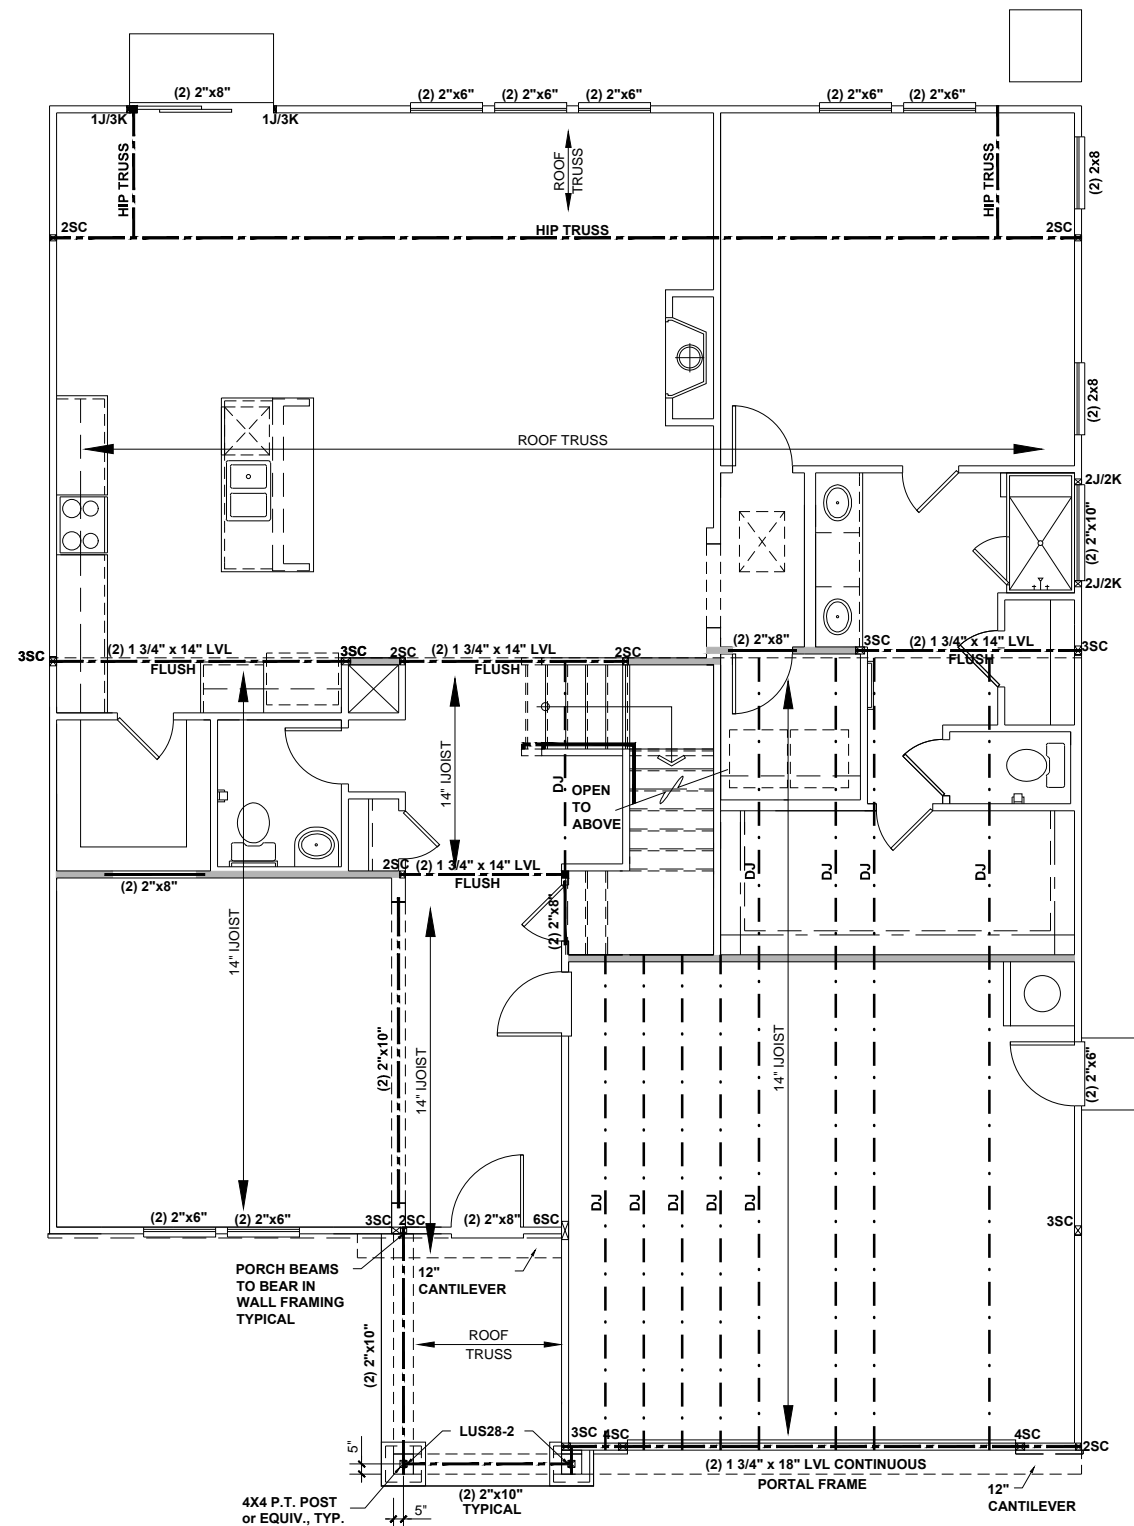 (2) 2"x8"
(2) 2"x6"
(2) 2"x6"
(2) 2"x6"
(2) 2"x6"
(2) 2"x6"
1J/3K
1J/3K
HIP TRUSS
ROOF
TRUSS
HIP TRUSS
(2) 2x8
2SC
HIP TRUSS
2SC
(2) 2x8
ROOF TRUSS
2J/2K
(2) 2"x10"
2J/2K
3SC
(2) 1 3/4" x 14" LVL
FLUSH
3SC
2SC
(2) 1 3/4" x 14" LVL
FLUSH
2SC
(2) 2"x8"
3SC
(2) 1 3/4" x 14" LVL
FLUSH
3SC
14" IJOIST
DJ
OPEN
TO
ABOVE
2SC
(2) 1 3/4" x 14" LVL
FLUSH
(2) 2"x8"
(2) 2"x8"
DJ
DJ
DJ
DJ
14" IJOIST
14" IJOIST
14" IJOIST
(2) 2"x10"
(2) 2"x6"
DJ
DJ
DJ
DJ
DJ
DJ
DJ
DJ
(2) 2"x6"
(2) 2"x6"
3SC
2SC
(2) 2"x8"
6SC
3SC
PORCH BEAMS
TO BEAR IN
WALL FRAMING
TYPICAL
12"
CANTILEVER
ROOF
TRUSS
(2) 2"x10"
LUS28-2
3SC
4SC
4SC
2SC
5"
(2) 1 3/4" x 18" LVL CONTINUOUS
PORTAL FRAME
(2) 2"x10"
TYPICAL
4X4 P.T. POST
or EQUIV., TYP.
5"
12"
CANTILEVER